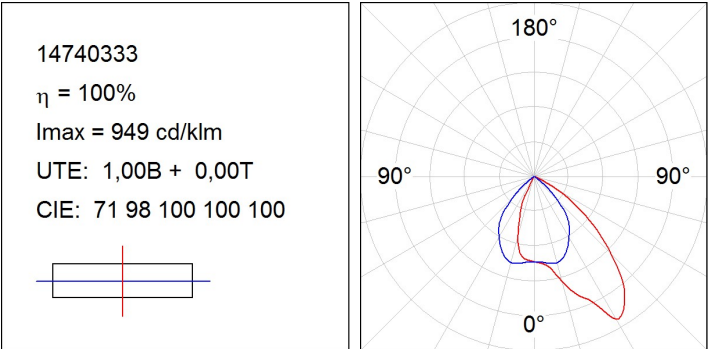 14740333
η = 100%
Imax = 949 cd/klm
UTE: 1,00B + 0,00T
CIE: 71 98 100 100 100
180°
90° 90°
0°